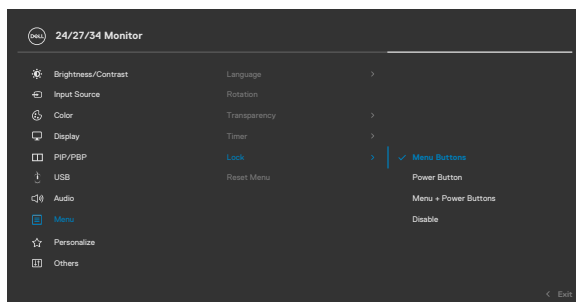 DELL 24/27/34 Monitor
Brightness/Contrast Language >
Input Source Rotation
Color Transparency >
Display Timer >
PIP/PBP Lock > ✓ Menu Buttons
USB Reset Menu Power Button
Audio Menu + Power Buttons
Menu Disable
Personalize
Others
< Exit